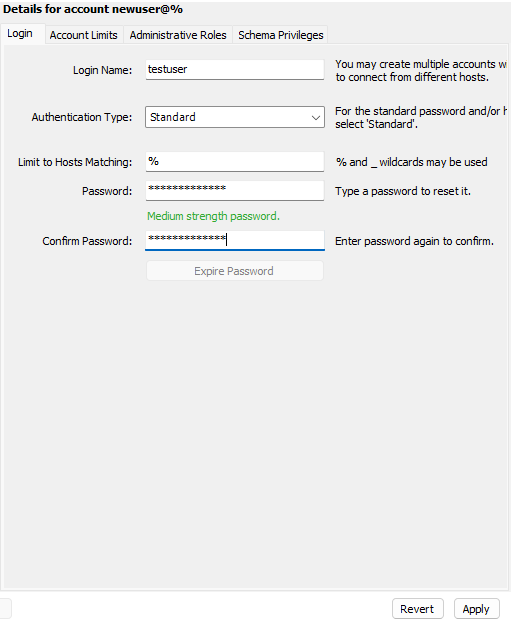 Details for account newuser@%
Login Account Limits Administrative Roles Schema Privileges
Login Name: testuser You may create multiple accounts
to connect from different hosts.
Authentication Type: Standard For the standard password and/or
select 'Standard'.
Limit to Hosts Matching: % % and _ wildcards may be used
Password: ************* Type a password to reset it.
Medium strength password.
Confirm Password: ************* Enter password again to confirm.
Expire Password
Revert Apply